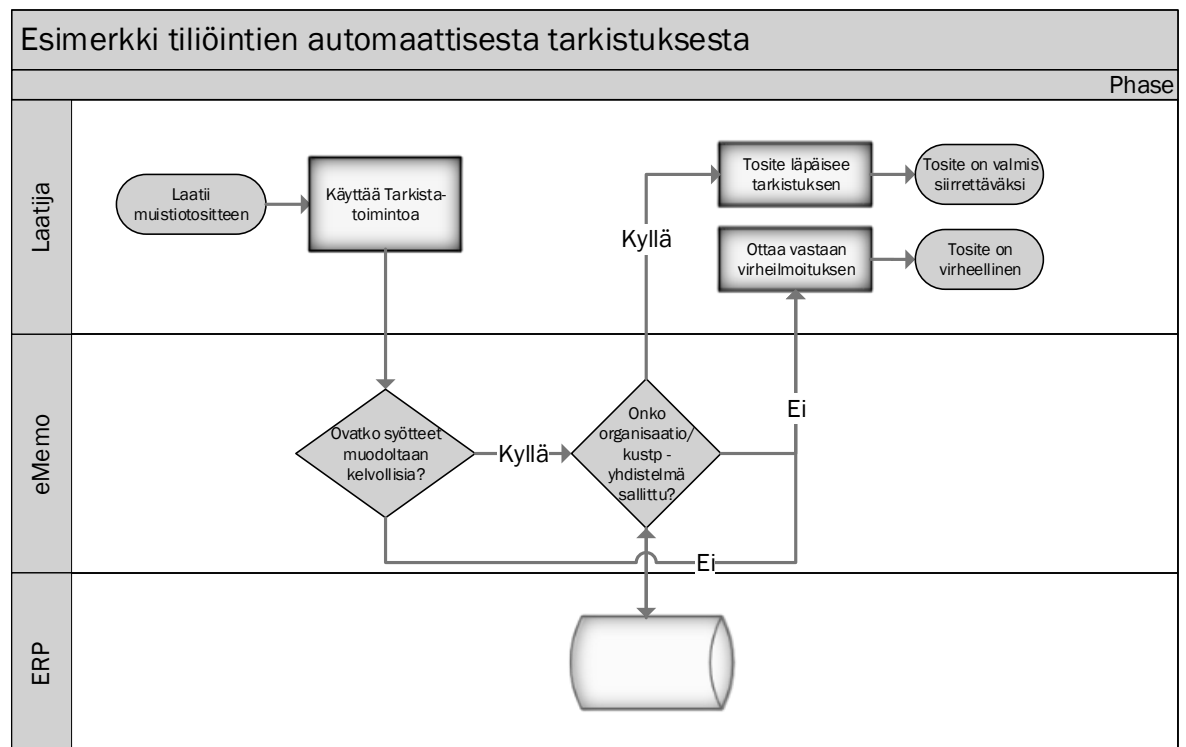 Esimerkki tiliöintien automaattisesta tarkistuksesta
Phase
Laatija
Laatii
muistiotositteen
Käyttää Tarkista-
toimintoa
Tosite läpäisee
tarkistuksen
Tosite on valmis
siirrettäväksi
Kyllä
Ottaa vastaan
virheilmoituksen
Tosite on
virheellinen
eMemo
Ovatko syötteet
muodoltaan
kelvollisia?
Kyllä
Onko
organisaatio/
kustp -
yhdistelmä
sallittu?
Ei
Ei
ERP